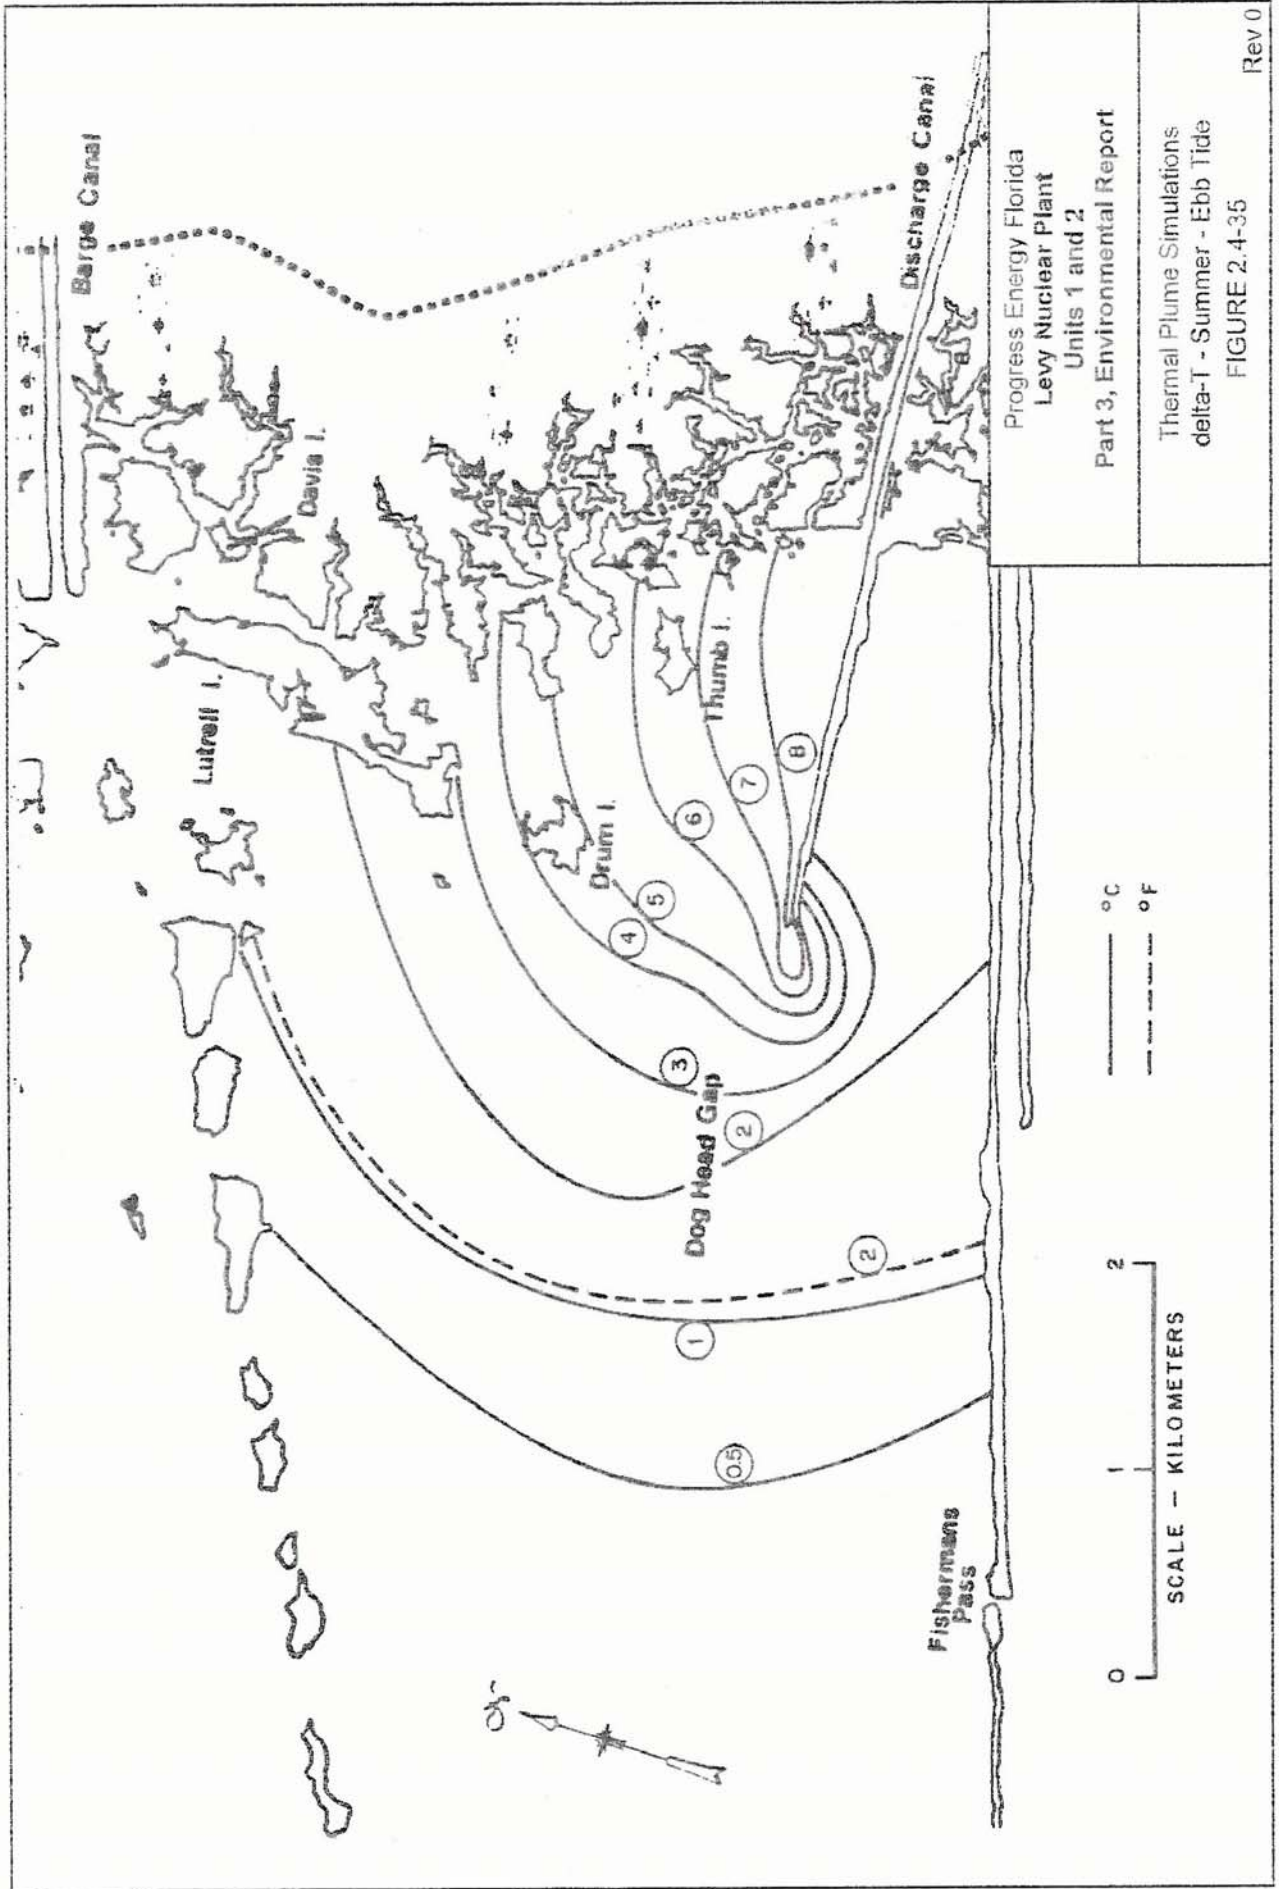 Barge Canal
Davis I.
Lutrell I.
Discharge Canal
Thumb I.
Drum I.
8
7
6
5
4
3
2
Dog Head Gap
2
1
0.5
Fishermans
Pass
°C
°F
0 1 2
SCALE – KILOMETERS
Progress Energy Florida
Levy Nuclear Plant
Units 1 and 2
Part 3, Environmental Report
Thermal Plume Simulations
delta-T - Summer - Ebb Tide
FIGURE 2.4-35
Rev 0